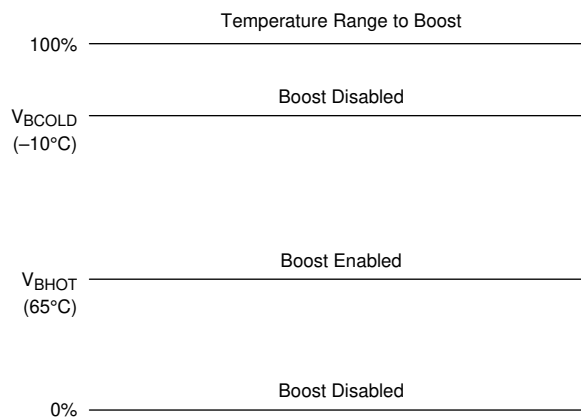 Temperature Range to Boost
100%
Boost Disabled
VBCOLD
(–10°C)
Boost Enabled
VBHOT
(65°C)
Boost Disabled
0%